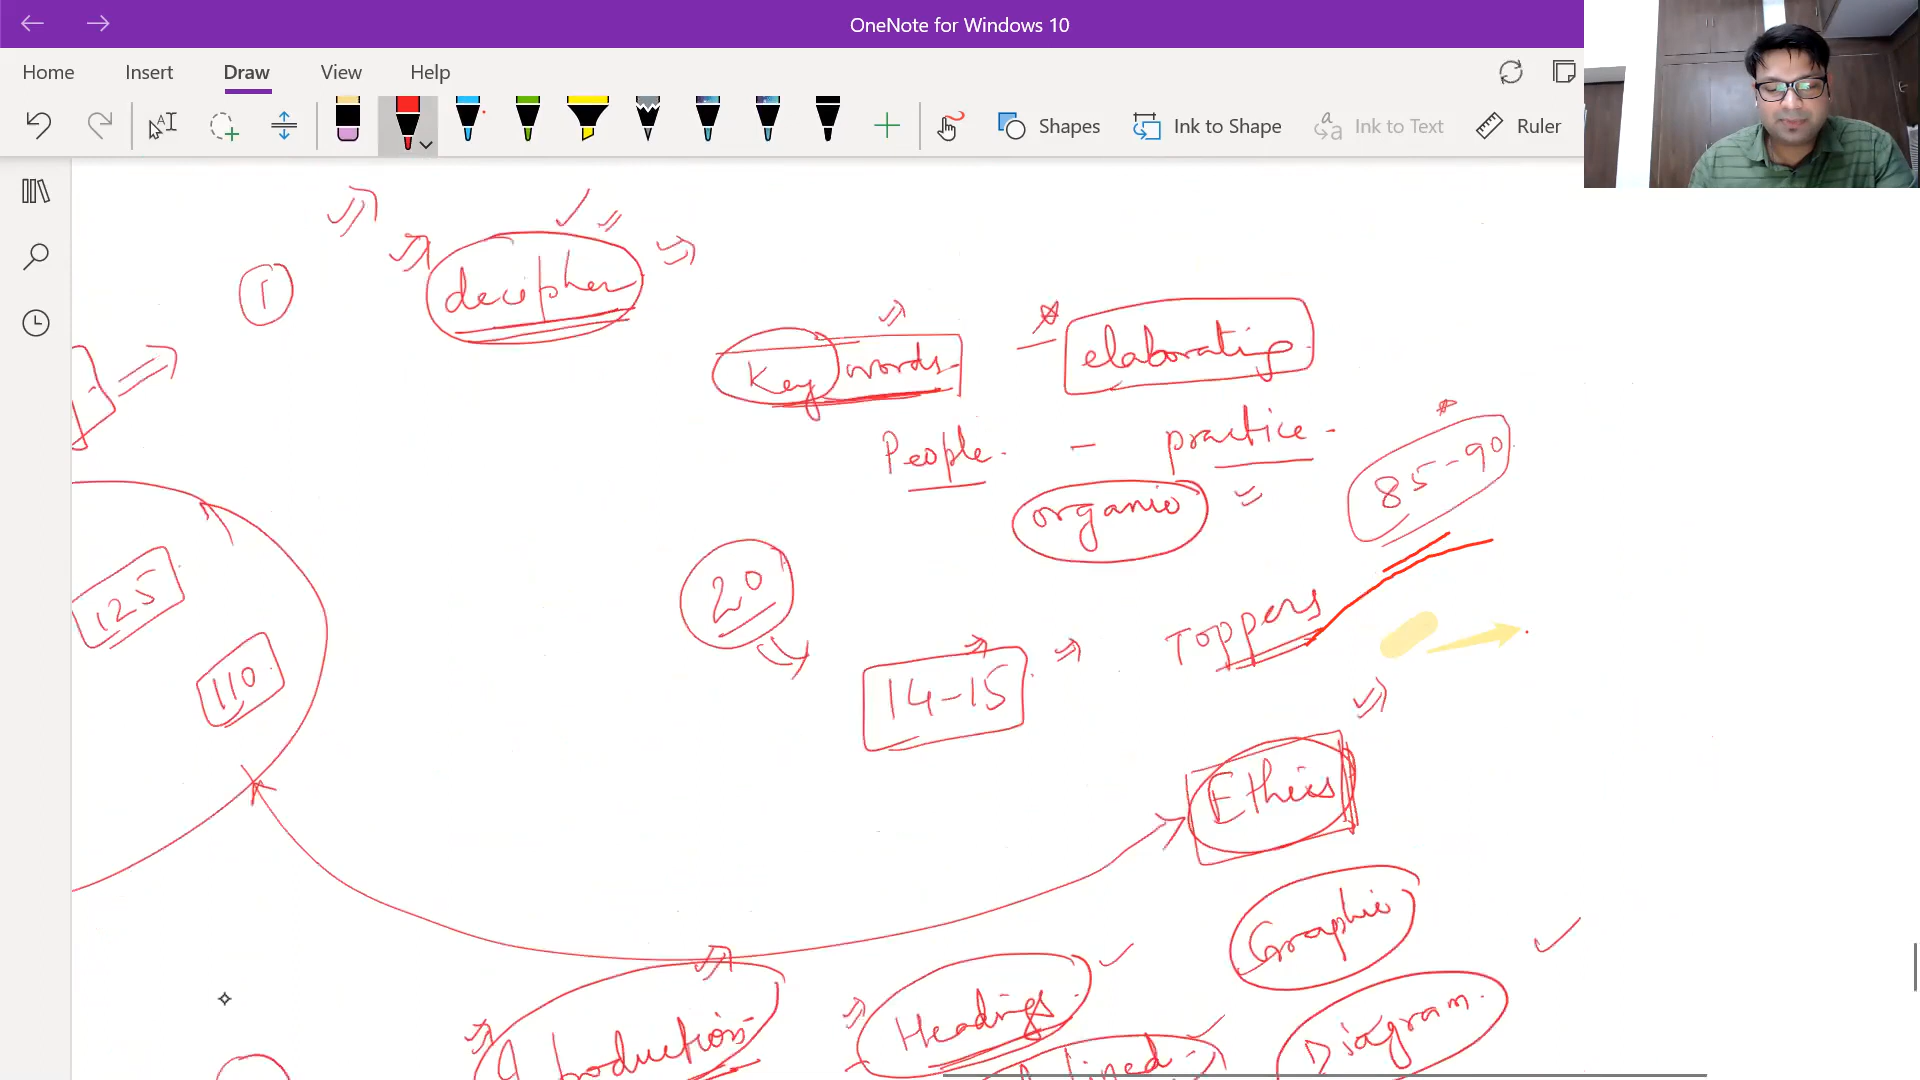 OneNote for Windows 10
Home Insert Draw View Help
Shapes Ink to Shape Ink to Text Ruler
1
decipher
Key words
elaborating
People - practice
organic
85-90
20
125
110
14-15
Toppers
Ethics
Graphic
Headings
Diagram
Introduction